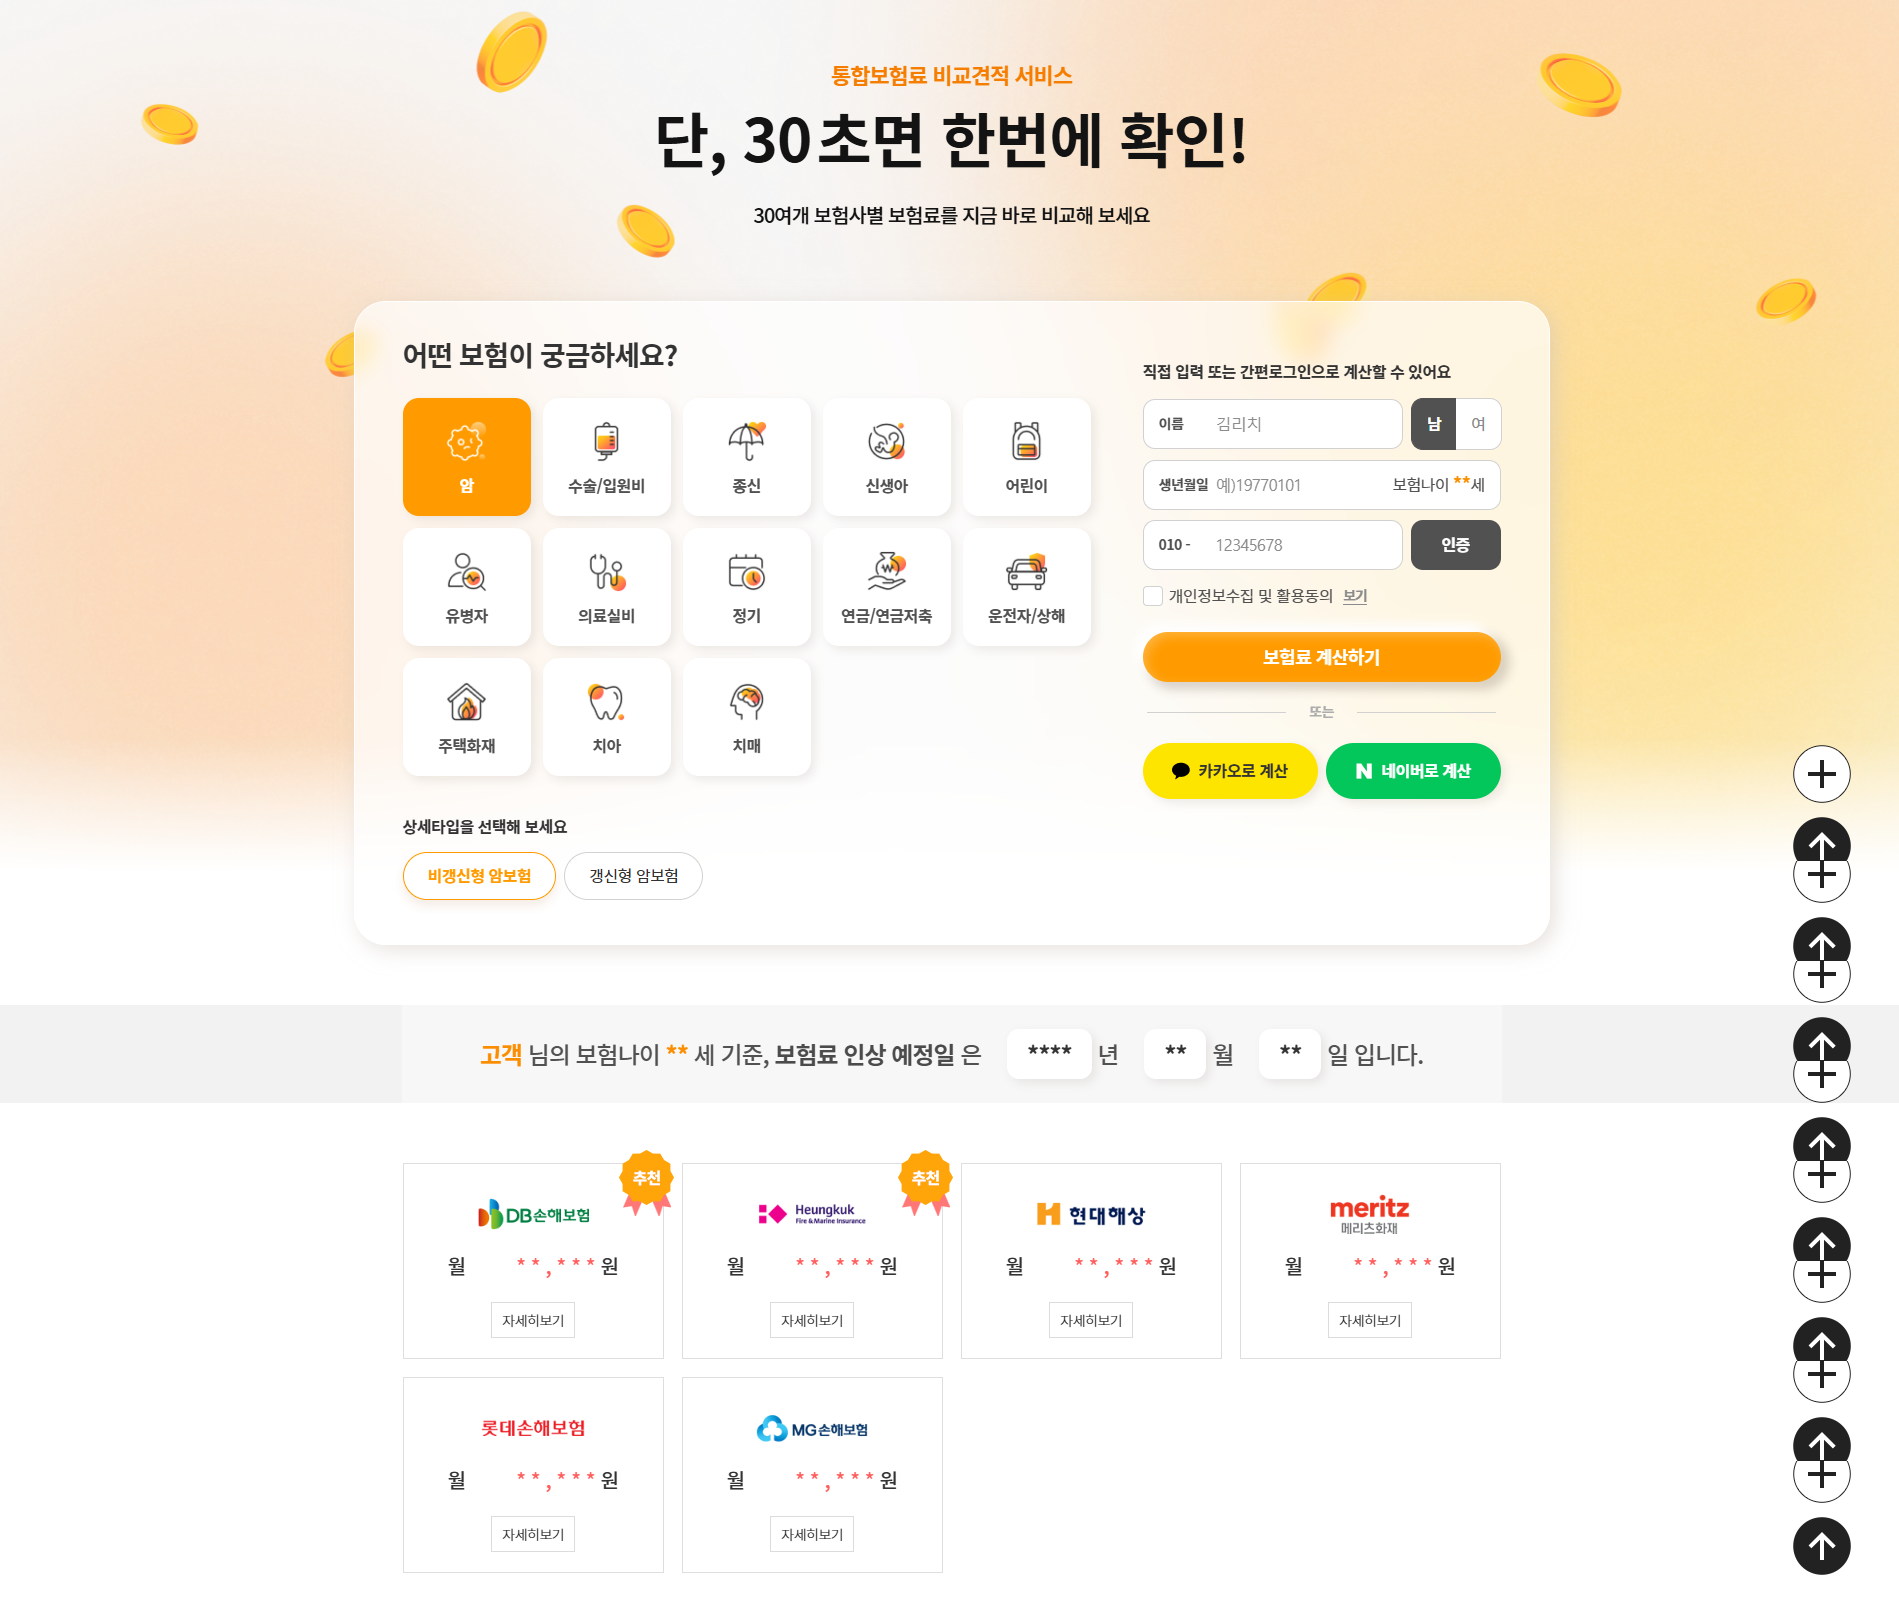 통합보험료 비교견적 서비스
단, 30초면 한번에 확인!
30여개 보험사별 보험료를 지금 바로 비교해 보세요
어떤 보험이 궁금하세요?
암
수술/입원비
종신
신생아
어린이
유병자
의료실비
정기
연금/연금저축
운전자/상해
주택화재
치아
치매
상세타입을 선택해 보세요
비갱신형 암보험
갱신형 암보험
직접 입력 또는 간편로그인으로 계산할 수 있어요
이름 김리치 남 여
생년월일 예)19770101 보험나이 **세
010 - 12345678 인증
개인정보수집 및 활용동의 보기
보험료 계산하기
또는
카카오로 계산
N 네이버로 계산
고객 님의 보험나이 ** 세 기준, 보험료 인상 예정일 은 **** 년 ** 월 ** 일 입니다.
추천
DB손해보험
월 **,*** 원
자세히보기
추천
Heungkuk
Fire & Marine Insurance
월 **,*** 원
자세히보기
현대해상
월 **,*** 원
자세히보기
meritz
메리츠화재
월 **,*** 원
자세히보기
롯데손해보험
월 **,*** 원
자세히보기
MG손해보험
월 **,*** 원
자세히보기